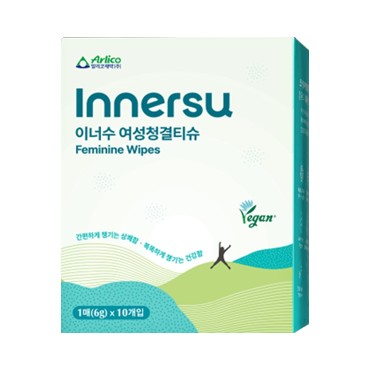 Arlico
알리코제약(주)
Innersu
이너수 여성청결티슈
Feminine Wipes
Vegan
간편하게 챙기는 상쾌함 · 똑똑하게 챙기는 건강함
1매(6g) x 10개입